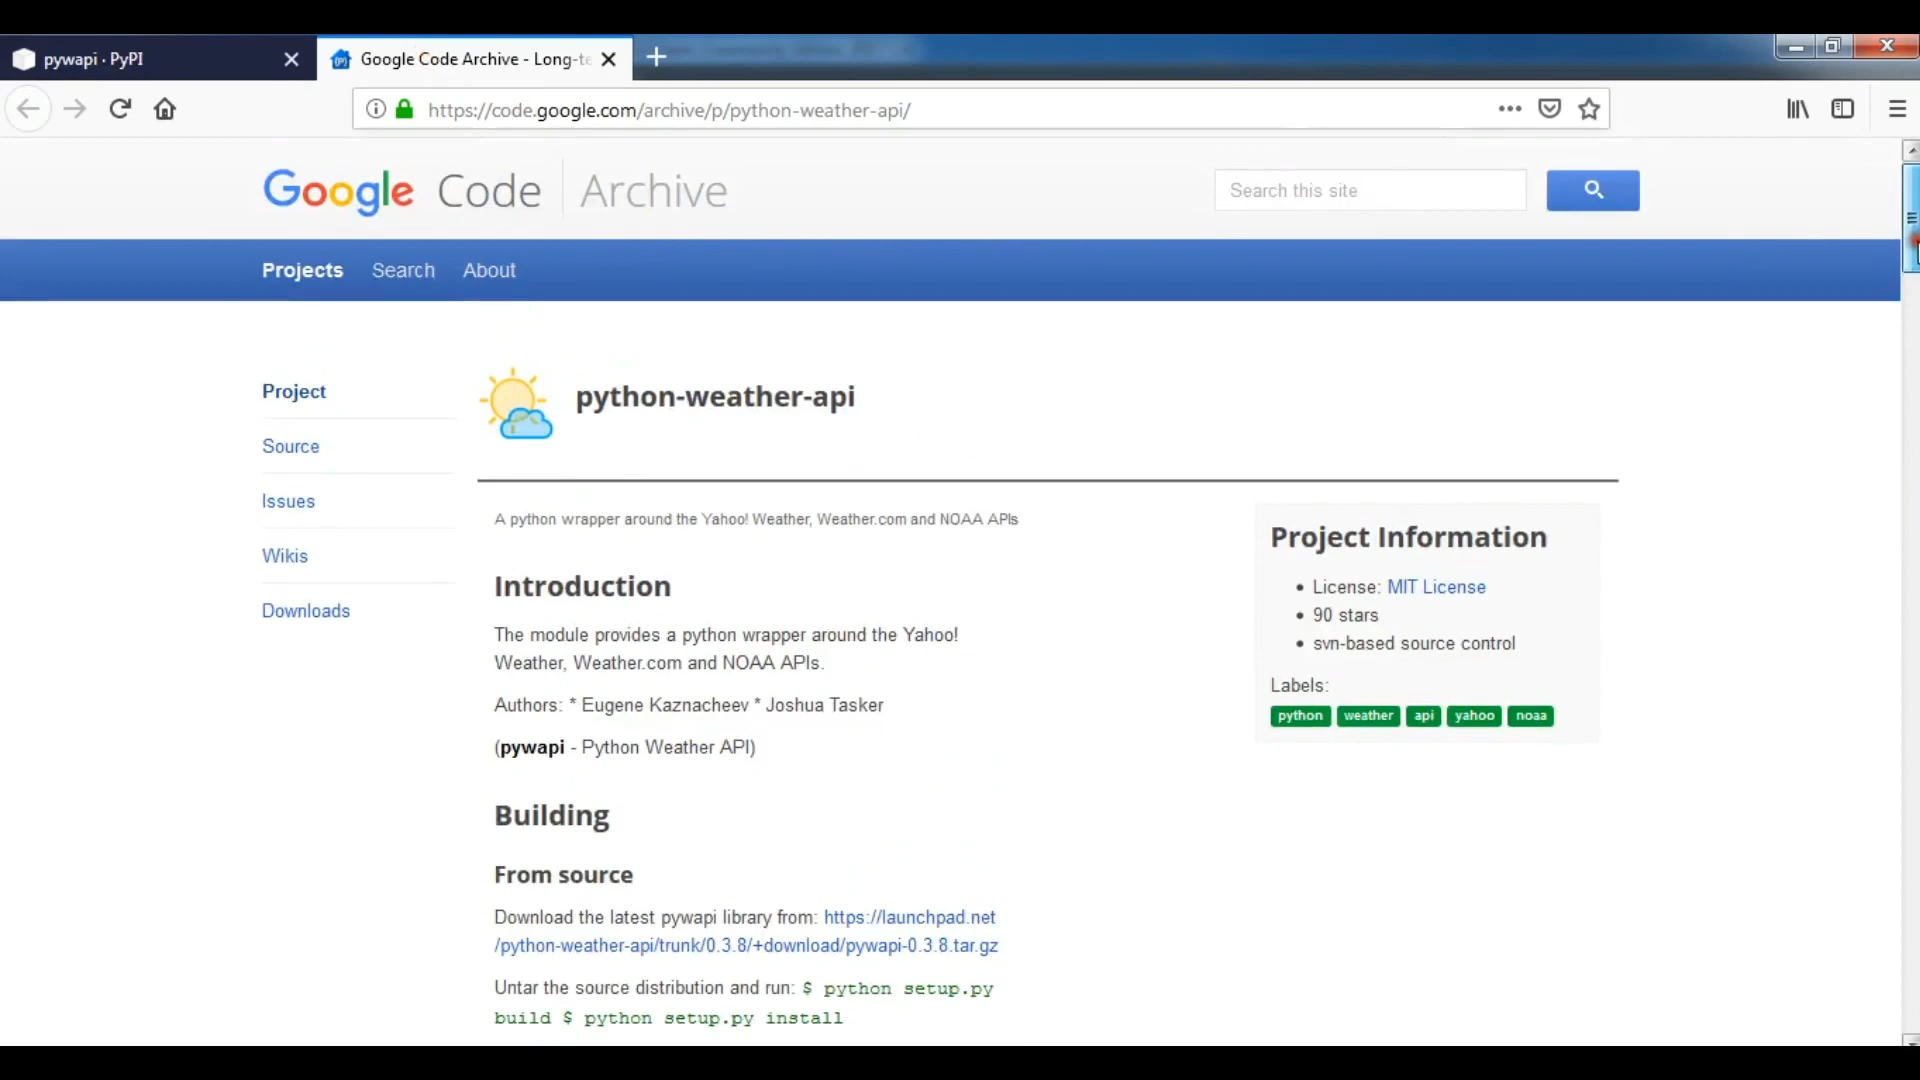 pywapi · PyPI
Google Code Archive - Long-te
https://code.google.com/archive/p/python-weather-api/
Google Code Archive
Search this site
Projects Search About
Project
Source
Issues
Wikis
Downloads
python-weather-api
A python wrapper around the Yahoo! Weather, Weather.com and NOAA APIs
Introduction
The module provides a python wrapper around the Yahoo!
Weather, Weather.com and NOAA APIs.
Authors: * Eugene Kaznacheev * Joshua Tasker
(pywapi - Python Weather API)
Building
From source
Download the latest pywapi library from: https://launchpad.net
/python-weather-api/trunk/0.3.8/+download/pywapi-0.3.8.tar.gz
Untar the source distribution and run: $ python setup.py
build $ python setup.py install
Project Information
• License: MIT License
• 90 stars
• svn-based source control
Labels:
python weather api yahoo noaa